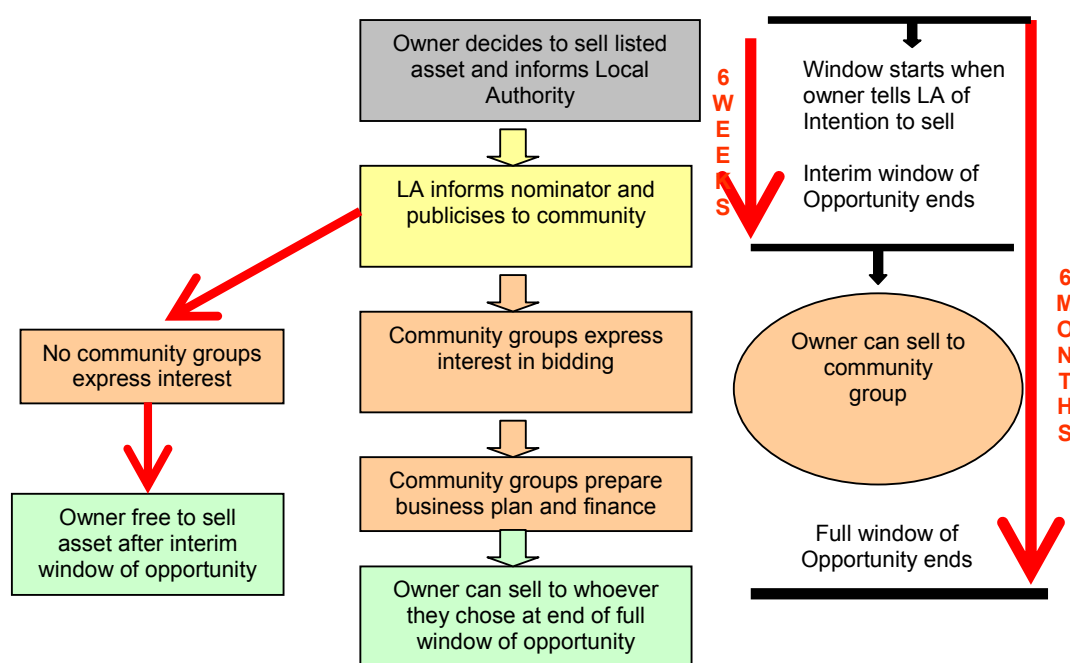 Owner decides to sell listed
asset and informs Local
Authority
LA informs nominator and
publicises to community
No community groups
express interest
Community groups express
interest in bidding
Owner free to sell
asset after interim
window of opportunity
Community groups prepare
business plan and finance
Owner can sell to whoever
they chose at end of full
window of opportunity
6
W
E
E
K
S
Window starts when
owner tells LA of
Intention to sell
Interim window of
Opportunity ends
Owner can sell to
community
group
Full window of
Opportunity ends
6
M
O
N
T
H
S